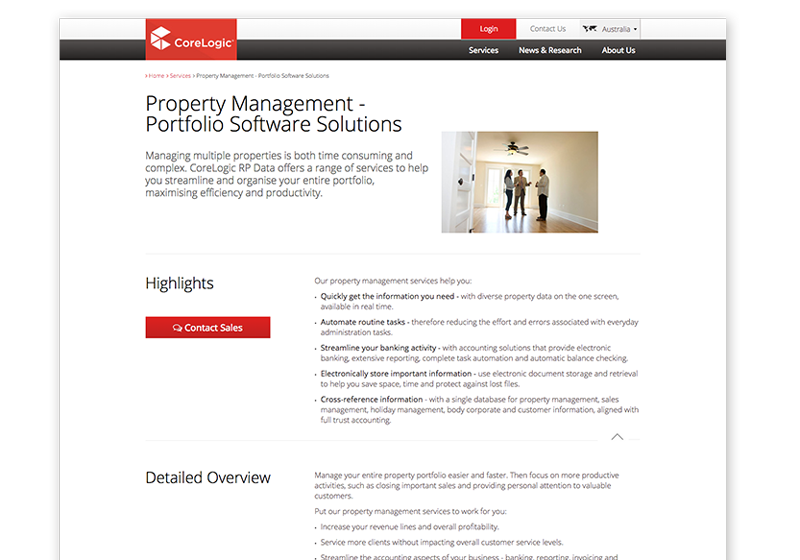 Login
Contact Us
Australia
CoreLogic
Services
News & Research
About Us
Home Services Property Management - Portfolio Software Solutions
Property Management -
Portfolio Software Solutions
Managing multiple properties is both time consuming and
complex. CoreLogic RP Data offers a range of services to help
you streamline and organise your entire portfolio,
maximising efficiency and productivity.
Highlights
Contact Sales
Our property management services help you:
Quickly get the information you need - with diverse property data on the one screen,
available in real time.
Automate routine tasks - therefore reducing the effort and errors associated with everyday
administration tasks.
Streamline your banking activity - with accounting solutions that provide electronic
banking, extensive reporting, complete task automation and automatic balance checking.
Electronically store important information - use electronic document storage and retrieval
to help you save space, time and protect against lost files.
Cross-reference information - with a single database for property management, sales
management, holiday management, body corporate and customer information, aligned with
full trust accounting.
Detailed Overview
Manage your entire property portfolio easier and faster. Then focus on more productive
activities, such as closing important sales and providing personal attention to valuable
customers.
Put our property management services to work for you:
Increase your revenue lines and overall profitability.
Service more clients without impacting overall customer service levels.
Streamline the accounting aspects of your business - banking, reporting, invoicing and